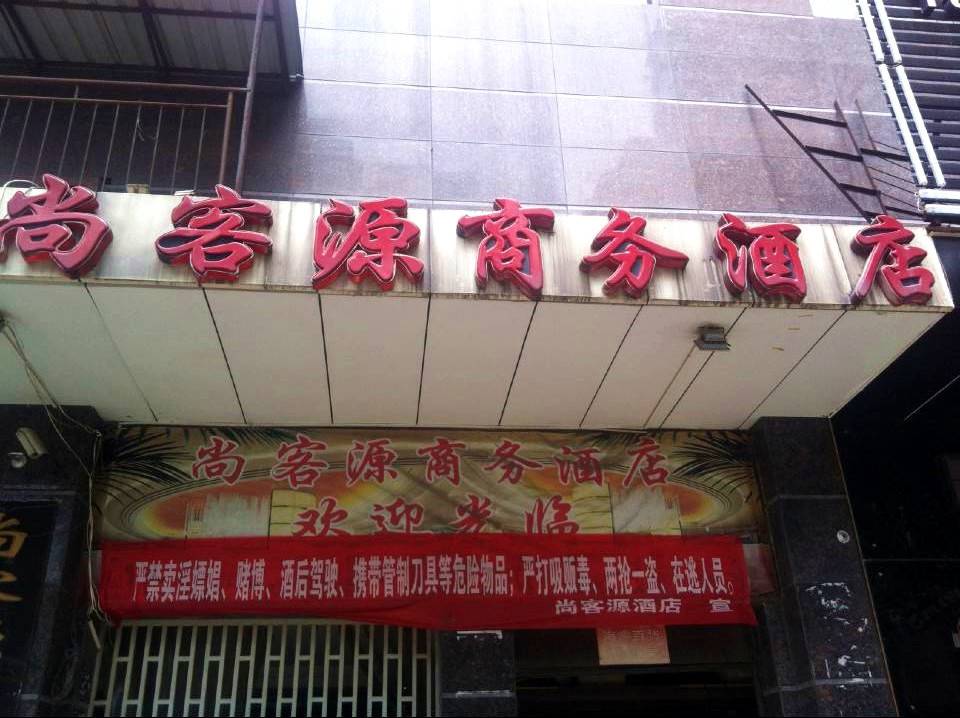 尚客源商务酒店
尚客源商务酒店
欢迎光临
严禁卖淫嫖娼、赌博、酒后驾驶、携带管制刀具等危险物品；严打吸贩毒、两抢一盗、在逃人员。
尚客源酒店 宣